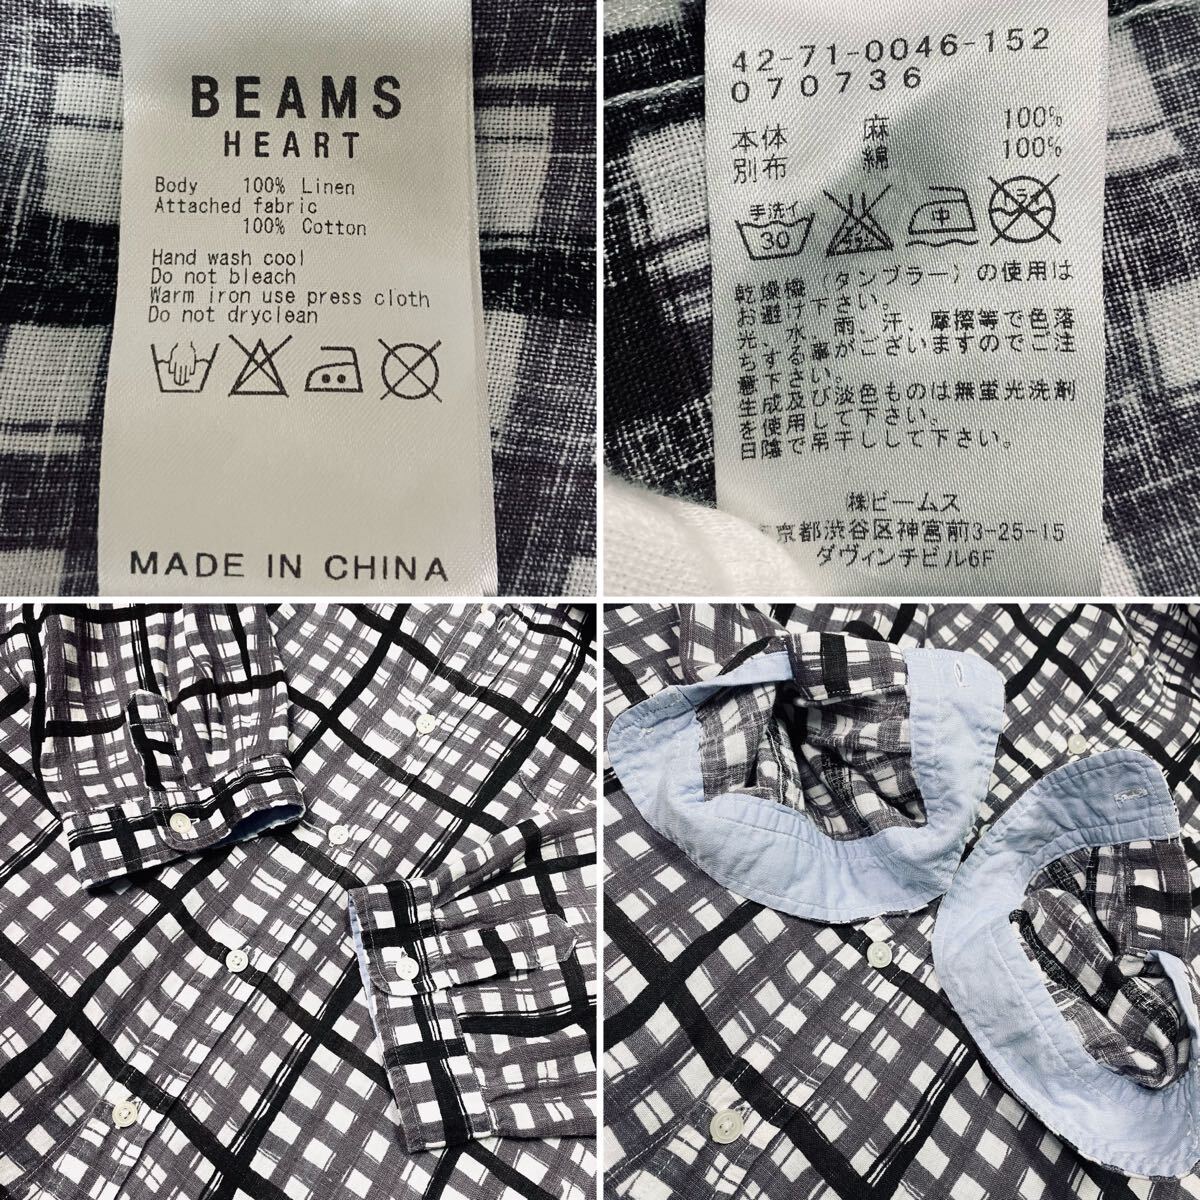 BEAMS
HEART
Body 100% Linen
Attached fabric
100% Cotton
Hand wash cool
Do not bleach
Warm iron use press cloth
Do not dryclean
MADE IN CHINA
42-71-0046-152
070736
本体 麻 100%
別布 綿 100%
手洗イ
30
中
乾燥機(タンブラー)の使用は
お避け下さい。
光、水、雨、汗、摩擦等で色落
ちする事がございますのでご注
意下さい。
生成及び淡色ものは無蛍光洗剤
を使用して下さい。
日陰で吊干しして下さい。
㈱ビームス
京都渋谷区神宮前3-25-15
ダヴィンチビル6F